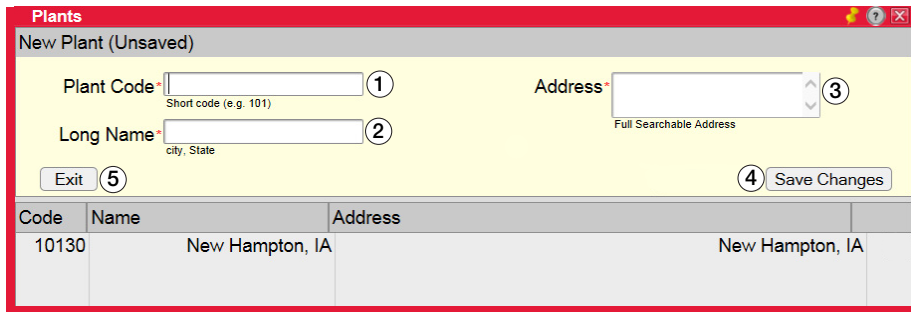 Plants
New Plant (Unsaved)
Plant Code* 1 Address* 3
Short code (e.g. 101)
Full Searchable Address
Long Name* 2
city, State
Exit 5 4 Save Changes
Code Name Address
10130 New Hampton, IA New Hampton, IA